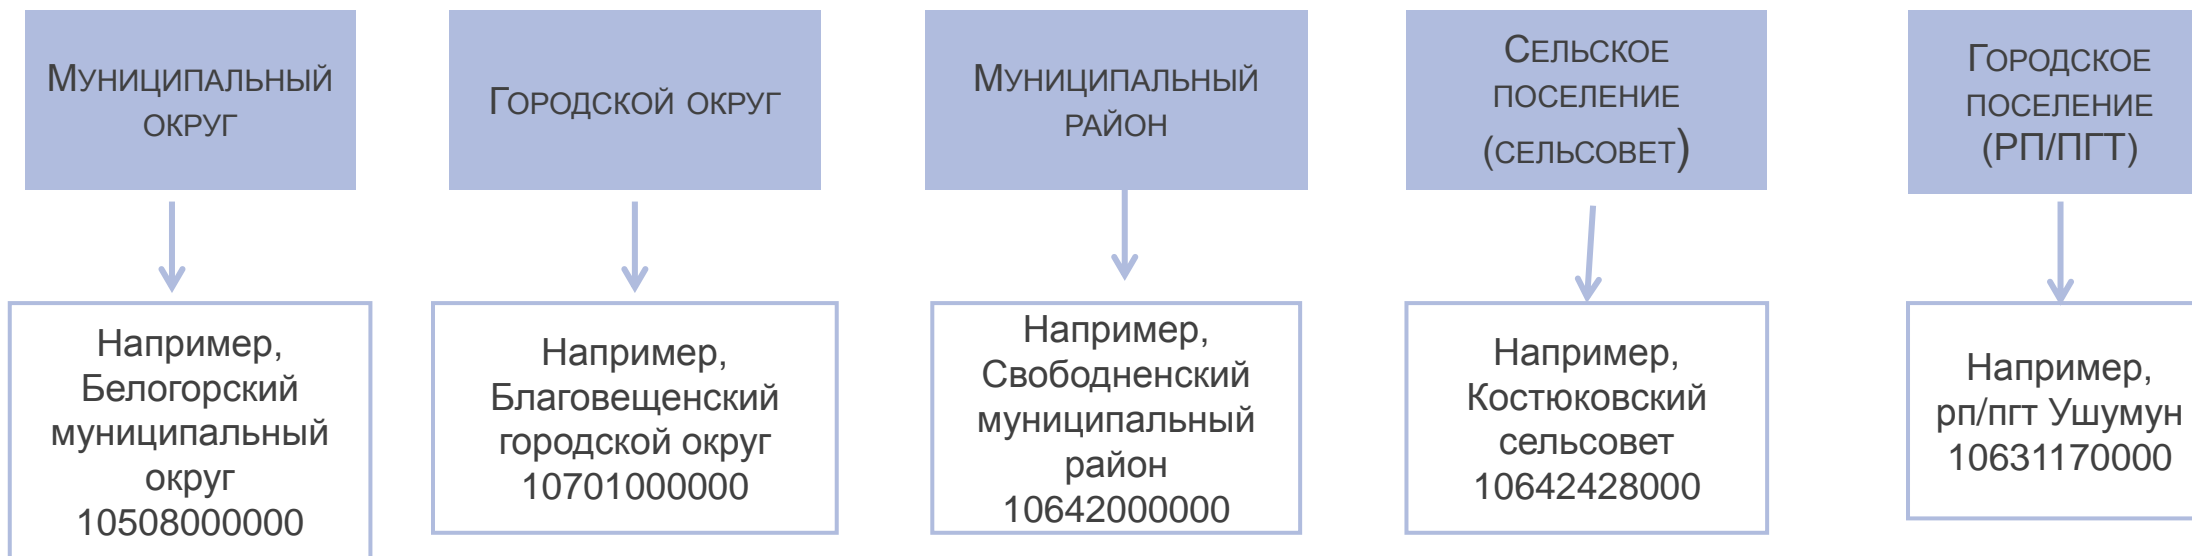 Муниципальный
округ
Городской округ
Муниципальный
район
Сельское
поселение
(сельсовет)
Городское
поселение
(РП/ПГТ)
Например,
Белогорский
муниципальный
округ
10508000000
Например,
Благовещенский
городской округ
10701000000
Например,
Свободненский
муниципальный
район
10642000000
Например,
Костюковский
сельсовет
10642428000
Например,
рп/пгт Ушумун
10631170000